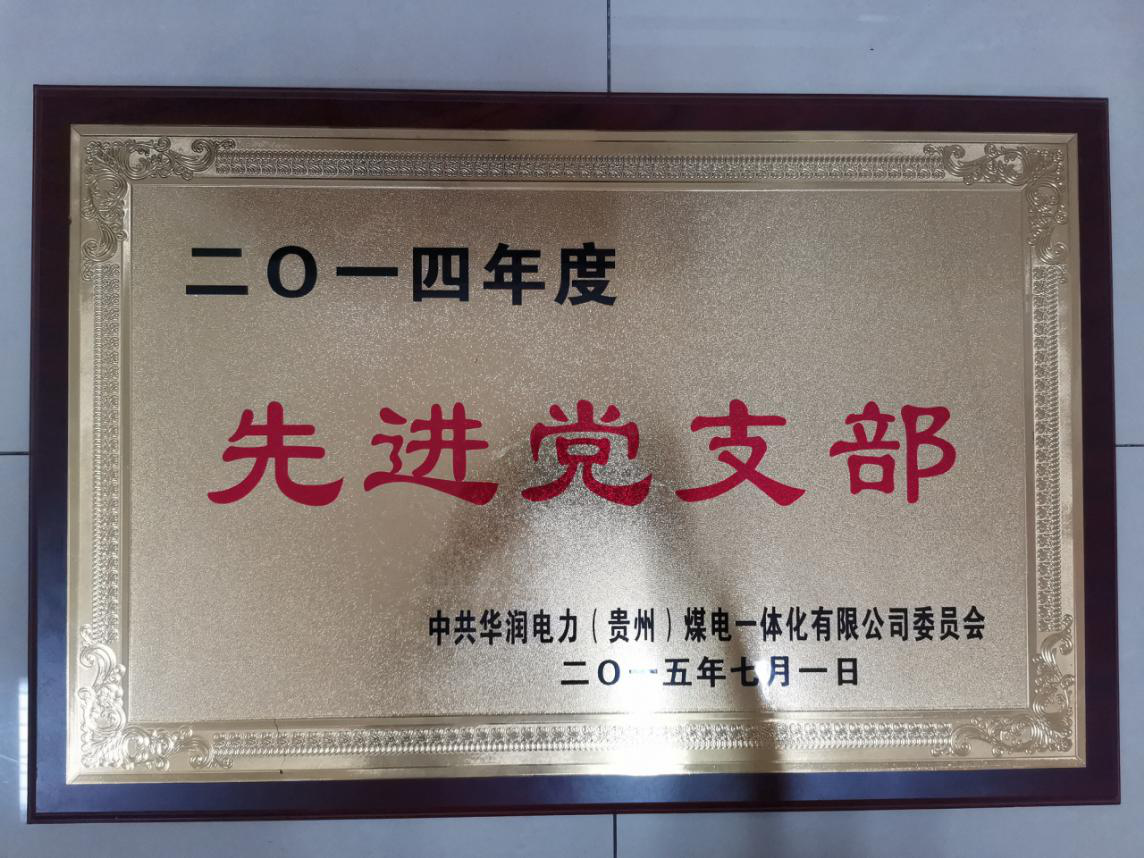 二〇一四年度
先进党支部
中共华润电力（贵州）煤电一体化有限公司委员会
二〇一五年七月一日